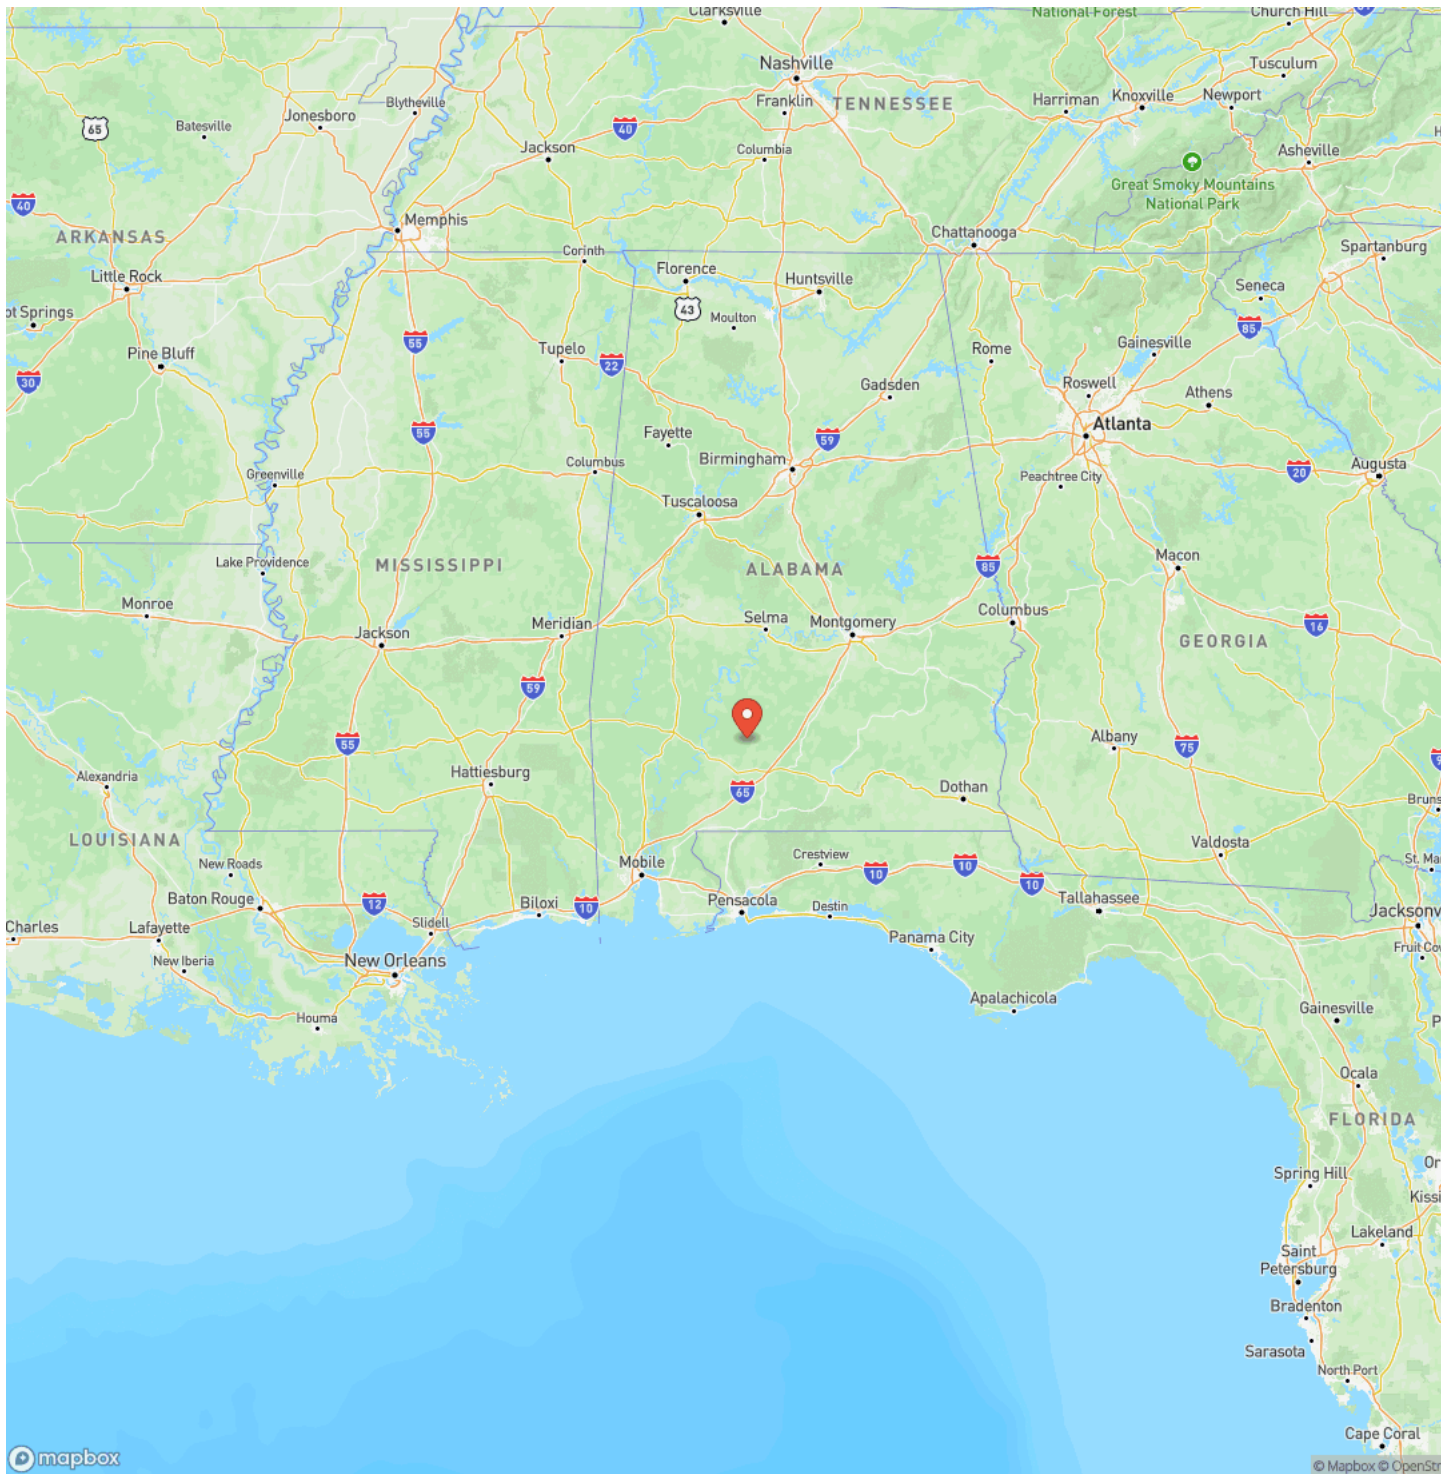 Clarksville
National Forest
Church Hill
Nashville
Tusculum
Blytheville
Franklin
TENNESSEE
Harriman
Knoxville
Newport
Jonesboro
65
Batesville
40
Jackson
Columbia
Asheville
Great Smoky Mountains
National Park
40
Memphis
ARKANSAS
Chattanooga
Corinth
Spartanburg
Little Rock
Florence
Huntsville
Seneca
ot Springs
43
Moulton
85
55
Pine Bluff
Tupelo
22
Rome
Gainesville
30
Gadsden
Roswell
Athens
55
Fayette
59
Atlanta
Birmingham
Columbus
20
Augusta
Greenville
Peachtree City
Tuscaloosa
Lake Providence
MISSISSIPPI
ALABAMA
85
Macon
Monroe
Jackson
Meridian
Selma
Montgomery
Columbus
16
GEORGIA
59
55
Albany
75
Alexandria
Hattiesburg
65
Dothan
Bruns
LOUISIANA
Valdosta
New Roads
Mobile
Crestview
10
10
10
St. Ma
Baton Rouge
12
Biloxi
10
Pensacola
Destin
Tallahassee
Jacksonv
Charles
Lafayette
Slidell
Panama City
Fruit Cov
New Iberia
New Orleans
Apalachicola
Gainesville
Houma
P
Ocala
FLORIDA
Or
Spring Hill
Kissi
Lakeland
Saint
Petersburg
Bradenton
Sarasota
North Port
Cape Coral
mapbox
© Mapbox © OpenStr